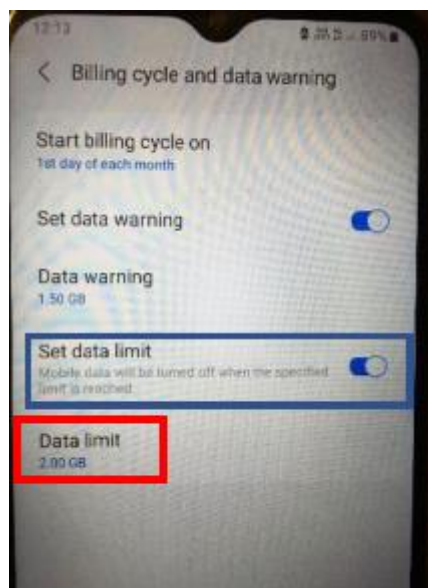 12:13
89%
Billing cycle and data warning
Start billing cycle on
1st day of each month
Set data warning
Data warning
1.50 GB
Set data limit
Mobile data will be turned off when the specified
limit is reached.
Data limit
2.00 GB